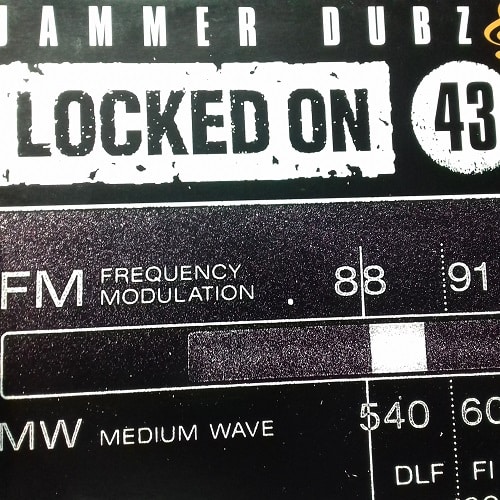 JAMMER DUBZ
LOCKED ON 43
FM FREQUENCY MODULATION 88 91
MW MEDIUM WAVE 540 60
DLF FI